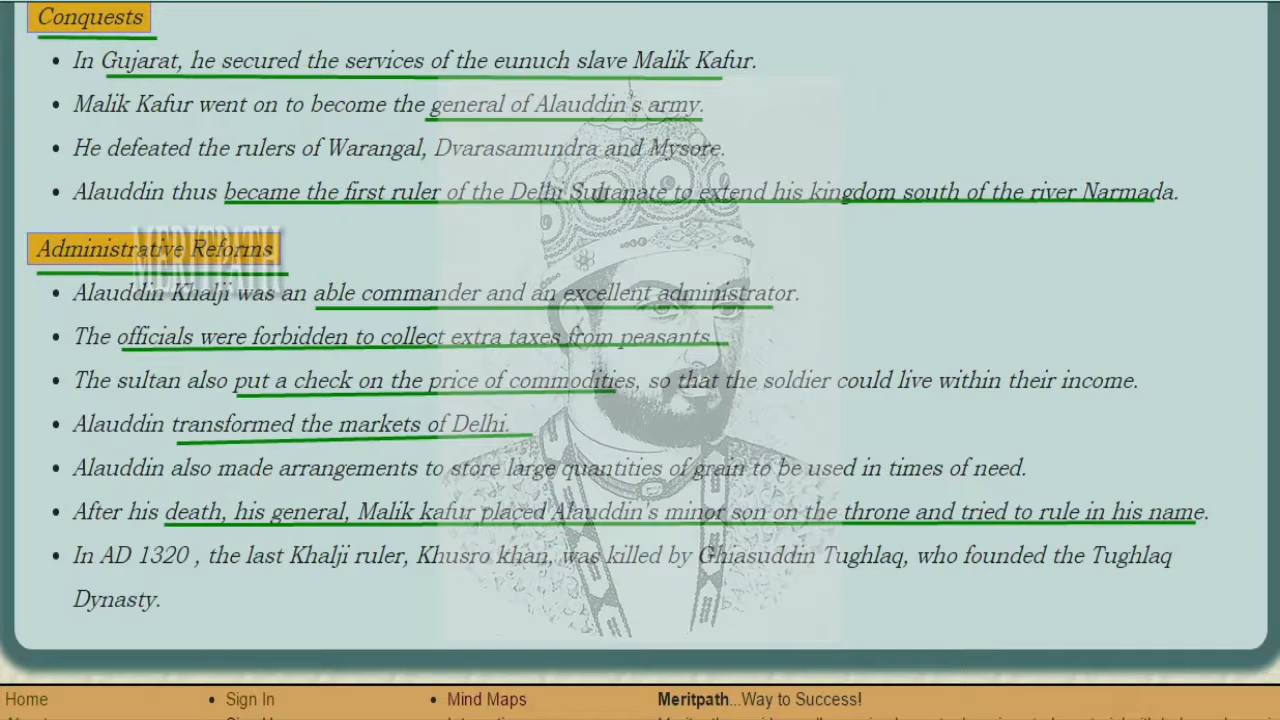 Conquests
In Gujarat, he secured the services of the eunuch slave Malik Kafur.
Malik Kafur went on to become the general of Alauddin's army.
He defeated the rulers of Warangal, Dvarasamundra and Mysore.
Alauddin thus became the first ruler of the Delhi Sultanate to extend his kingdom south of the river Narmada.
Administrative Reforms
MERITPATH
Alauddin Khalji was an able commander and an excellent administrator.
The officials were forbidden to collect extra taxes from peasants
The sultan also put a check on the price of commodities, so that the soldier could live within their income.
Alauddin transformed the markets of Delhi.
Alauddin also made arrangements to store large quantities of grain to be used in times of need.
After his death, his general, Malik kafur placed Alauddin's minor son on the throne and tried to rule in his name.
In AD 1320 , the last Khalji ruler, Khusro khan, was killed by Ghiasuddin Tughlaq, who founded the Tughlaq
Dynasty.
Home
Sign In
Mind Maps
Meritpath...Way to Success!